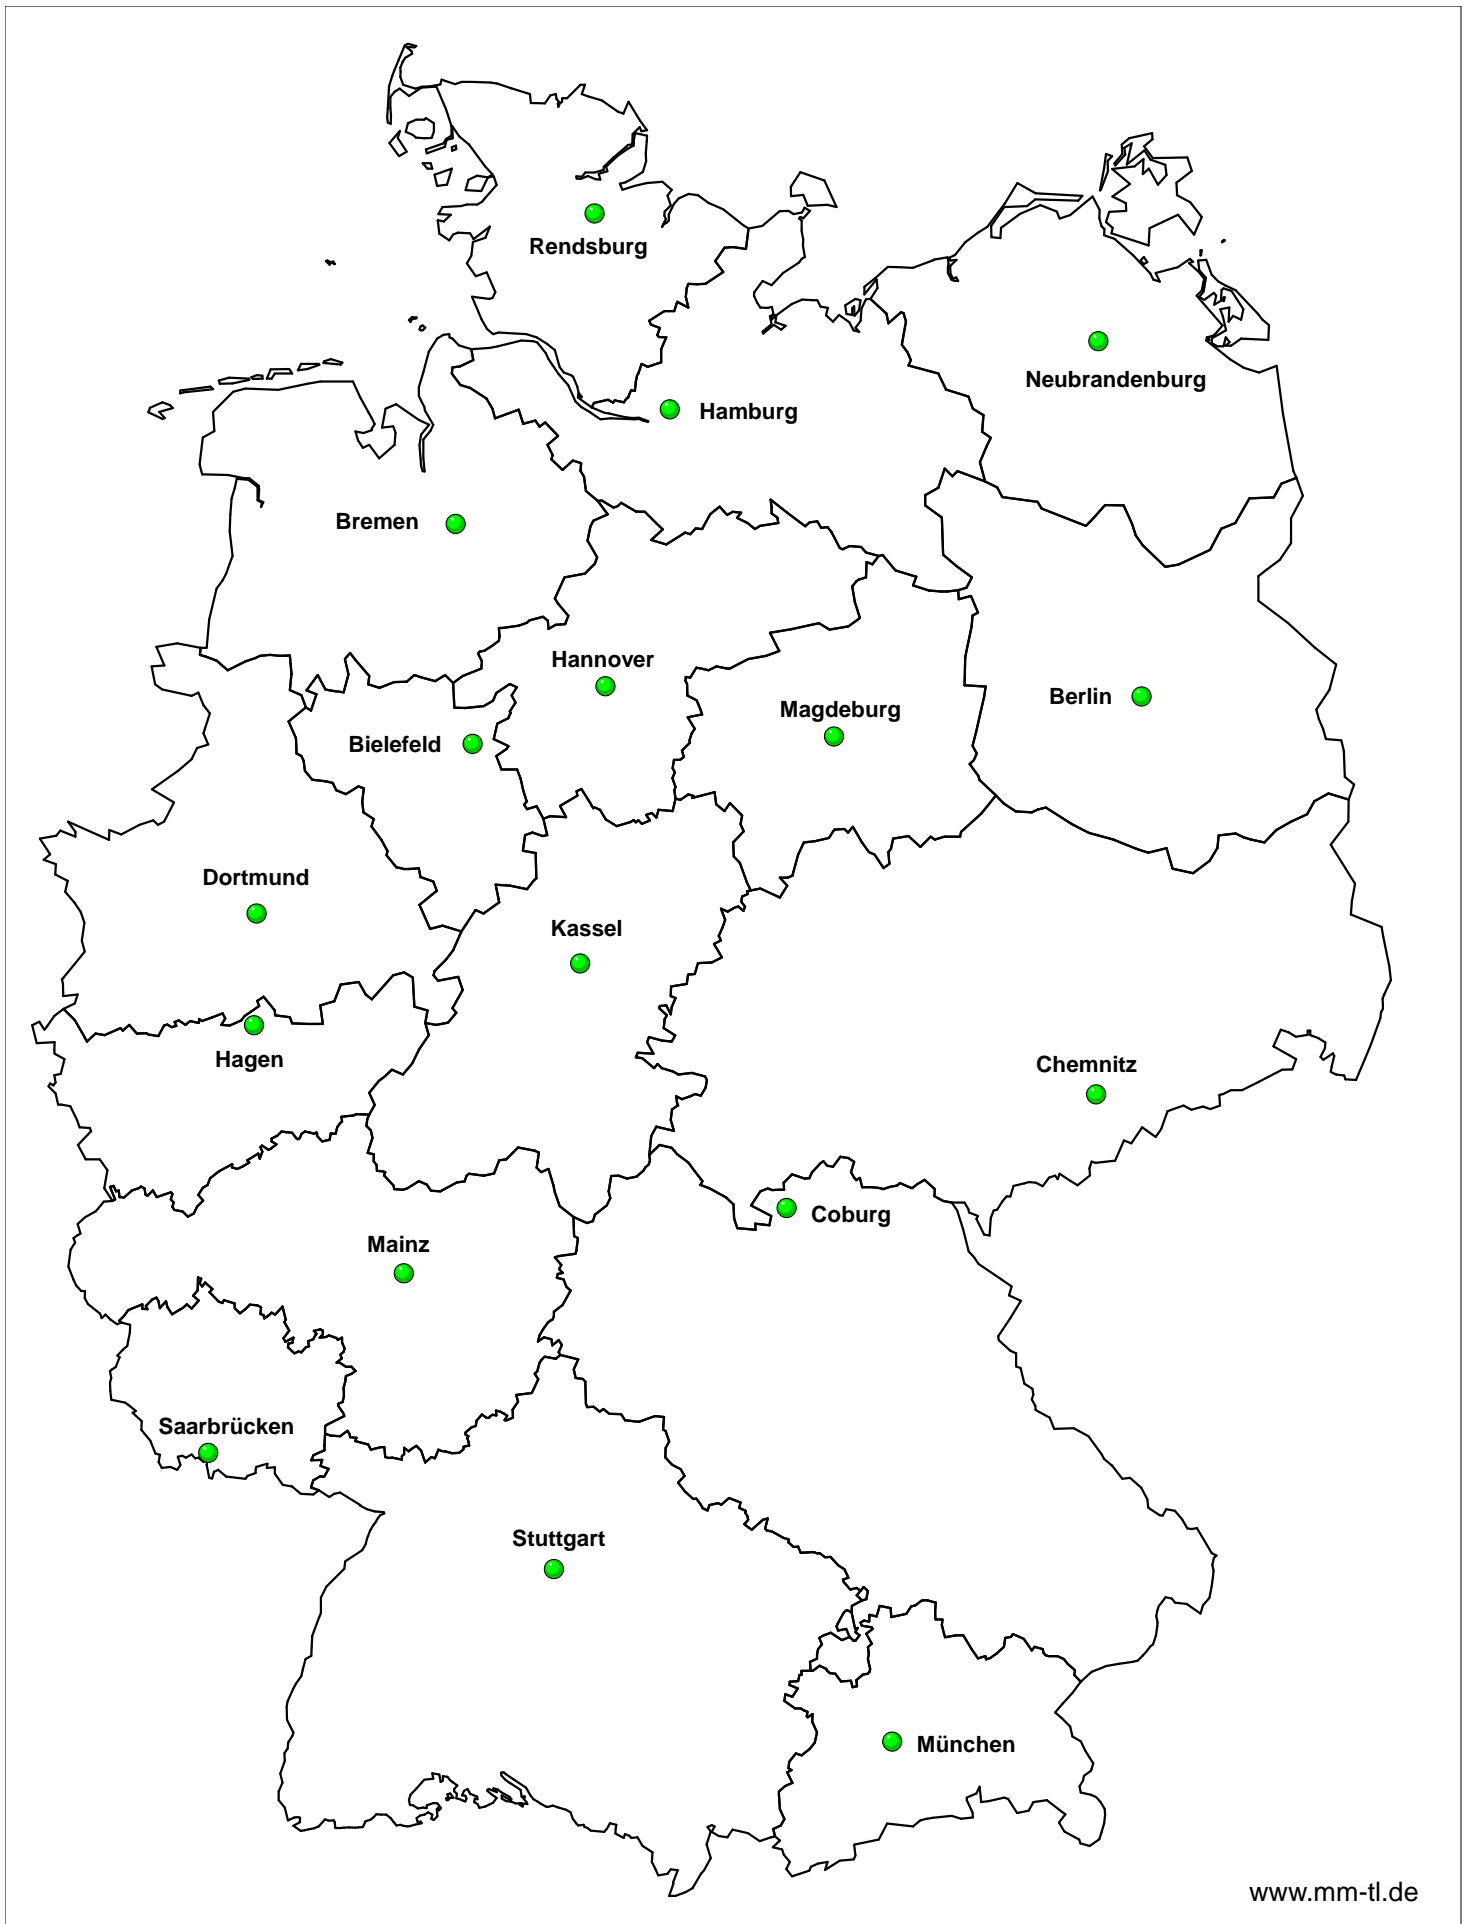 Rendsburg
Neubrandenburg
Hamburg
Bremen
Hannover
Berlin
Magdeburg
Bielefeld
Dortmund
Kassel
Hagen
Chemnitz
Coburg
Mainz
Saarbrücken
Stuttgart
München
www.mm-tl.de